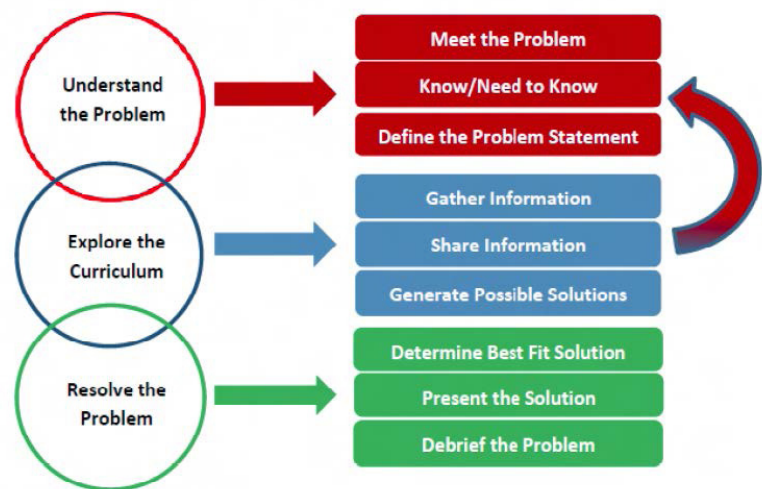 Understand
the Problem
Meet the Problem
Know/Need to Know
Define the Problem Statement
Explore the
Curriculum
Gather Information
Share Information
Generate Possible Solutions
Resolve the
Problem
Determine Best Fit Solution
Present the Solution
Debrief the Problem